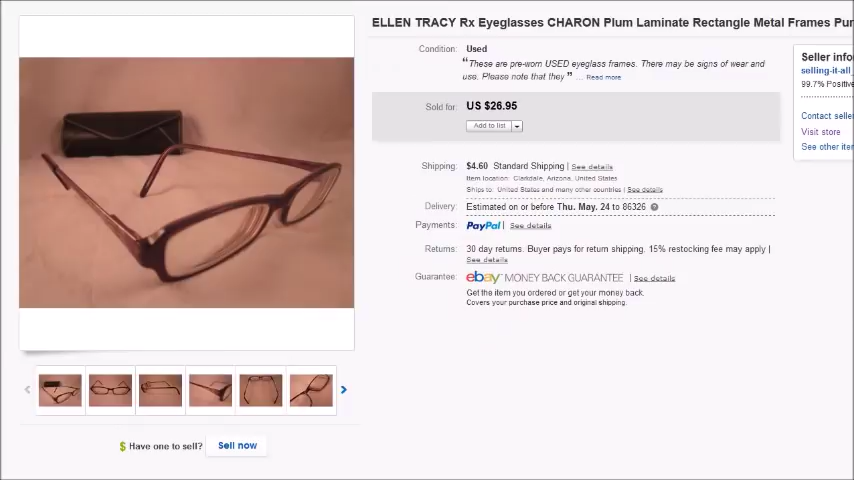 ELLEN TRACY Rx Eyeglasses CHARON Plum Laminate Rectangle Metal Frames Pur
Condition: Used
“These are pre-worn USED eyeglass frames. There may be signs of wear and
use. Please note that they ” ... Read more
Sold for: US $26.95
Add to list
Shipping: $4.60 Standard Shipping | See details
Item location: Clarkdale, Arizona, United States
Ships to: United States and many other countries | See details
Delivery: Estimated on or before Thu. May. 24 to 86326
Payments: PayPal | See details
Returns: 30 day returns. Buyer pays for return shipping. 15% restocking fee may apply |
See details
Guarantee: ebay MONEY BACK GUARANTEE | See details
Get the item you ordered or get your money back.
Covers your purchase price and original shipping.
Seller info
selling-it-all
99.7% Positive
Contact seller
Visit store
See other iter
$ Have one to sell? Sell now